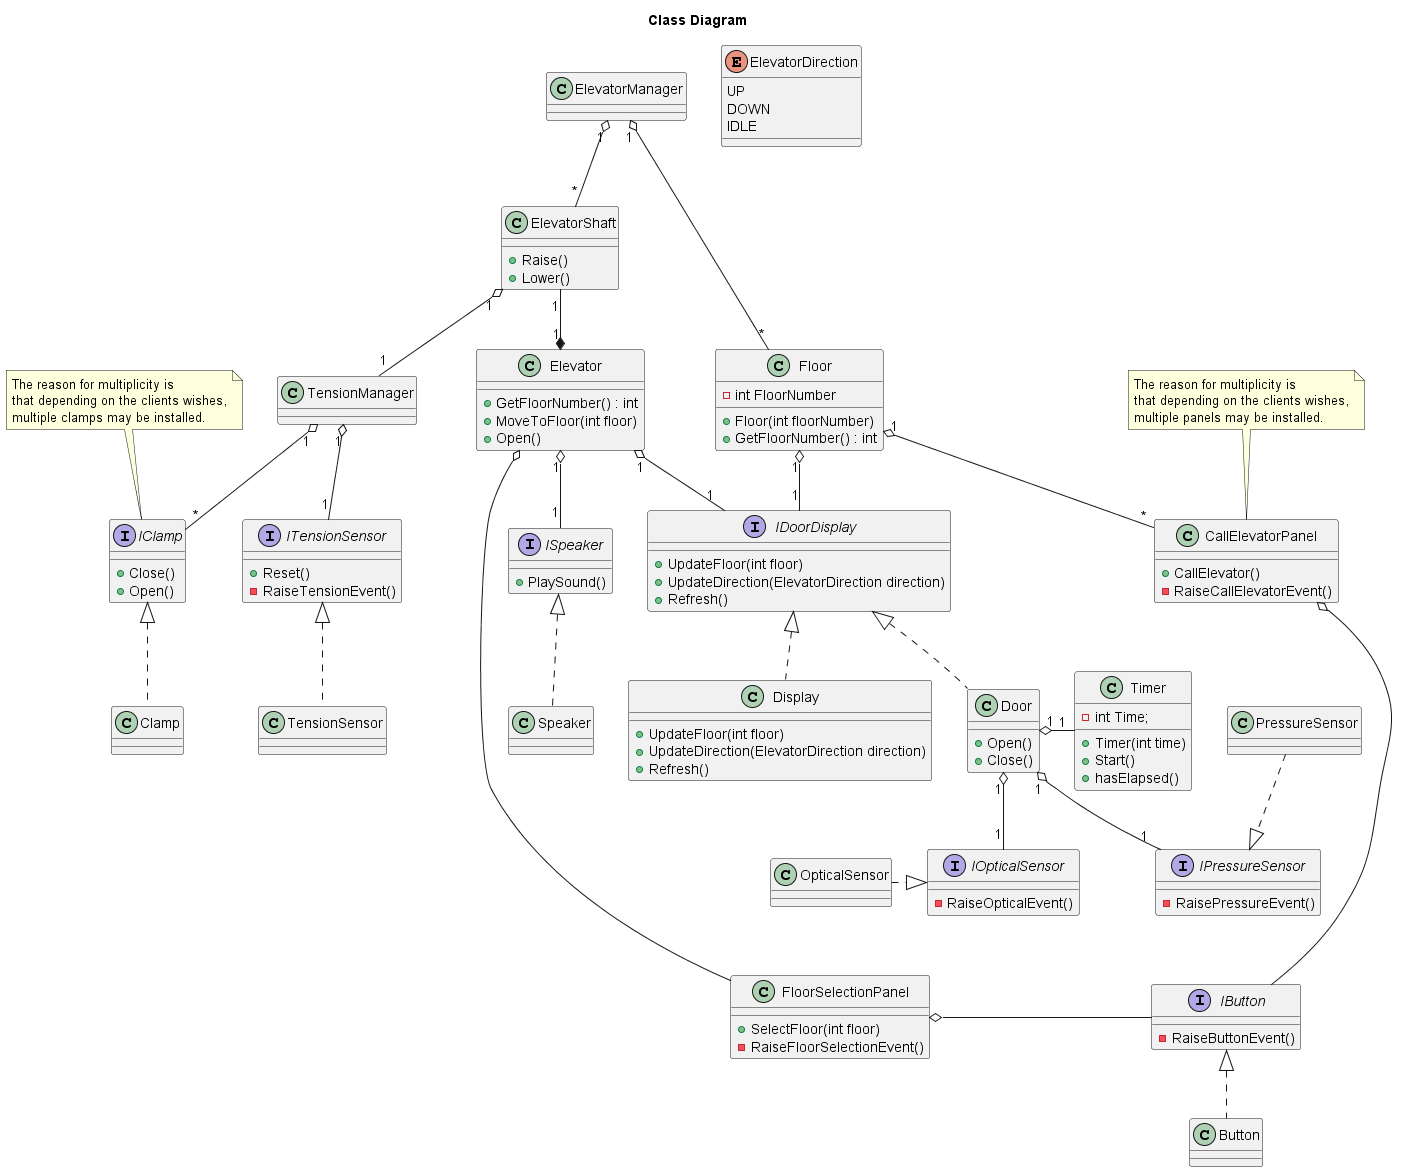 Class Diagram
C ElevatorManager
E ElevatorDirection
UP
DOWN
IDLE
1
1
*
C ElevatorShaft
Raise()
Lower()
1
1
1
1
*
The reason for multiplicity is
that depending on the clients wishes,
multiple clamps may be installed.
C TensionManager
C Elevator
GetFloorNumber() : int
MoveToFloor(int floor)
Open()
C Floor
int FloorNumber
Floor(int floorNumber)
GetFloorNumber() : int
The reason for multiplicity is
that depending on the clients wishes,
multiple panels may be installed.
1
1
1
1
1
1
*
1
1
1
1
*
I IClamp
Close()
Open()
I ITensionSensor
Reset()
RaiseTensionEvent()
I ISpeaker
PlaySound()
I IDoorDisplay
UpdateFloor(int floor)
UpdateDirection(ElevatorDirection direction)
Refresh()
C CallElevatorPanel
CallElevator()
RaiseCallElevatorEvent()
C Clamp
C TensionSensor
C Speaker
C Display
UpdateFloor(int floor)
UpdateDirection(ElevatorDirection direction)
Refresh()
C Door
Open()
Close()
1 1
C Timer
int Time;
Timer(int time)
Start()
hasElapsed()
C PressureSensor
1
1
1
1
C OpticalSensor
I IOpticalSensor
RaiseOpticalEvent()
I IPressureSensor
RaisePressureEvent()
C FloorSelectionPanel
SelectFloor(int floor)
RaiseFloorSelectionEvent()
I IButton
RaiseButtonEvent()
C Button